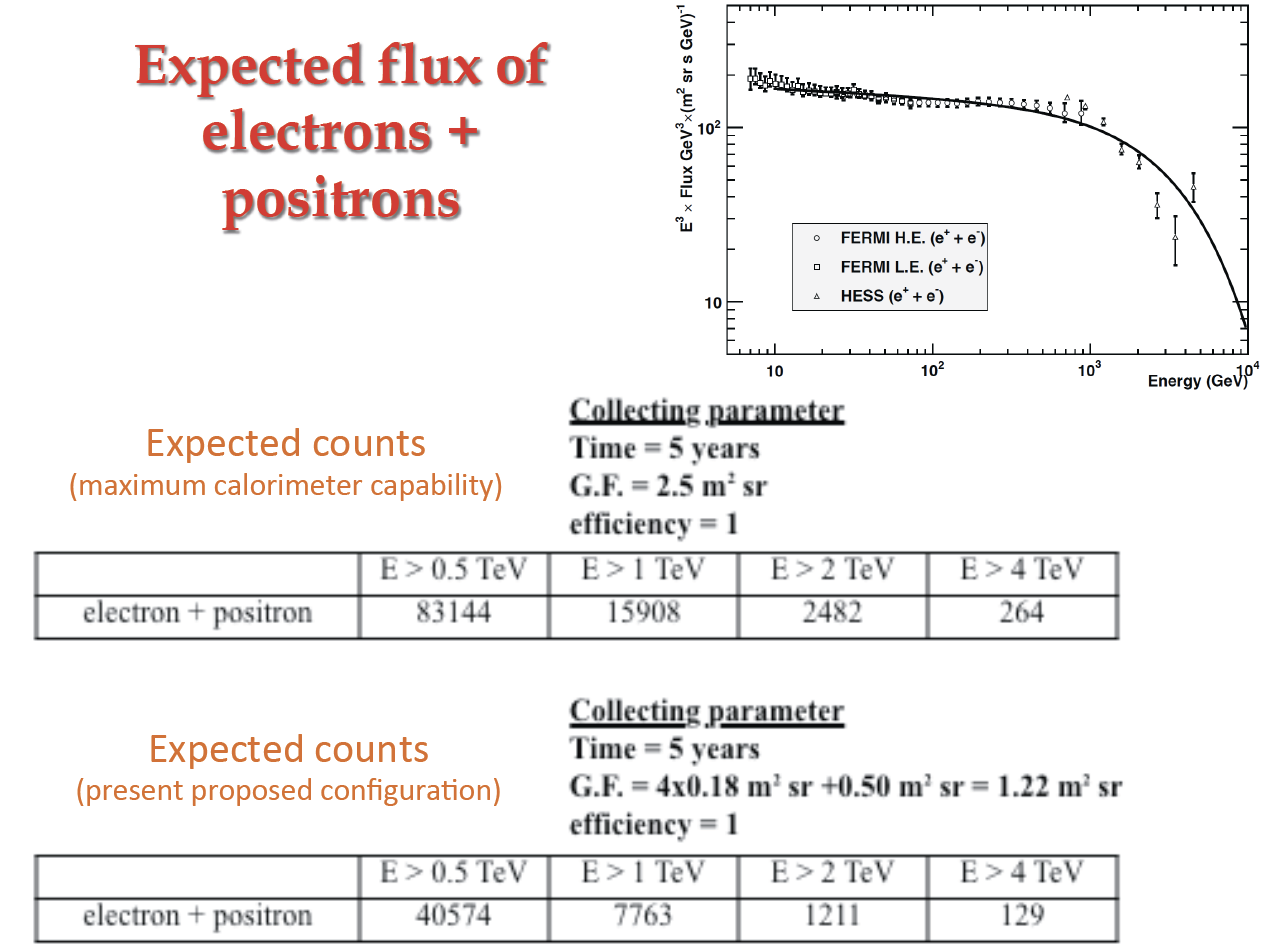 Expected flux of
electrons +
positrons
E³ × Flux GeV³×(m² sr s GeV)⁻¹
10²
10
FERMI H.E. (e⁺ + e⁻)
FERMI L.E. (e⁺ + e⁻)
HESS (e⁺ + e⁻)
10 10² 10³ 10⁴
Energy (GeV)
Expected counts
(maximum calorimeter capability)
Collecting parameter
Time = 5 years
G.F. = 2.5 m² sr
efficiency = 1
E > 0.5 TeV E > 1 TeV E > 2 TeV E > 4 TeV
electron + positron 83144 15908 2482 264
Expected counts
(present proposed configuration)
Collecting parameter
Time = 5 years
G.F. = 4x0.18 m² sr +0.50 m² sr = 1.22 m² sr
efficiency = 1
E > 0.5 TeV E > 1 TeV E > 2 TeV E > 4 TeV
electron + positron 40574 7763 1211 129